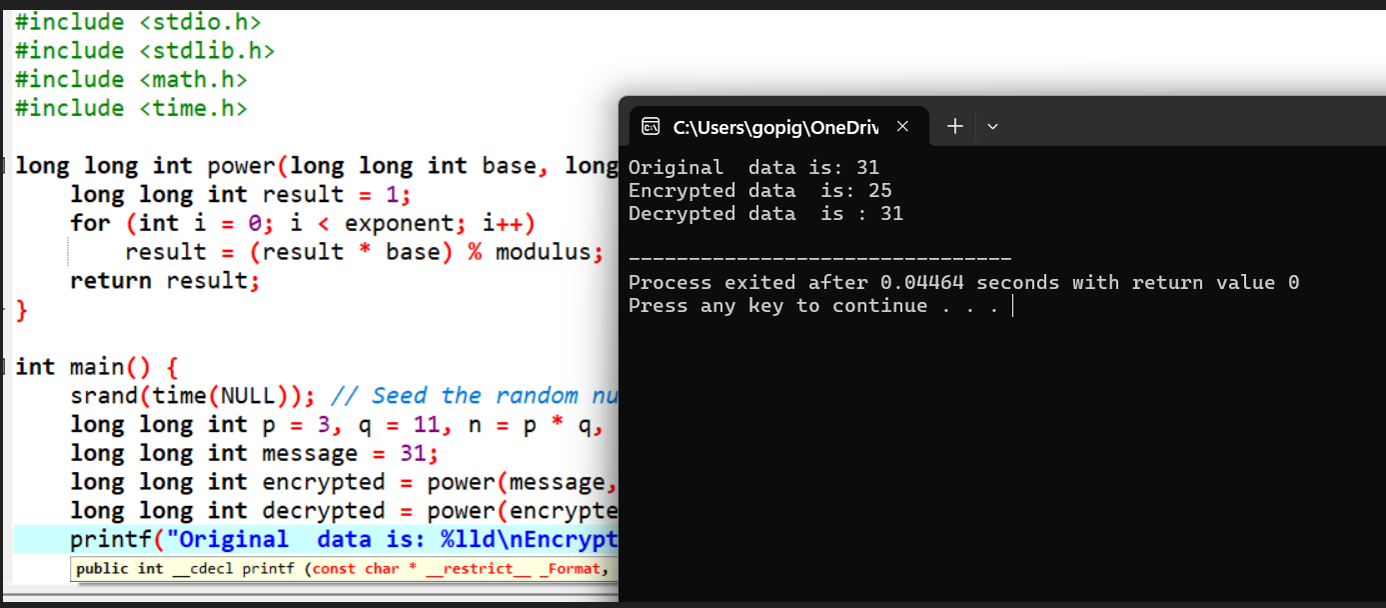 #include <stdio.h>
#include <stdlib.h>
#include <math.h>
#include <time.h>
long long int power(long long int base, long
long long int result = 1;
for (int i = 0; i < exponent; i++)
result = (result * base) % modulus;
return result;
}
int main() {
srand(time(NULL)); // Seed the random nu
long long int p = 3, q = 11, n = p * q,
long long int message = 31;
long long int encrypted = power(message,
long long int decrypted = power(encrypte
printf("Original  data is: %lld\nEncrypt
public int __cdecl printf (const char * __restrict__ _Format,
C:\Users\gopig\OneDriv
Original  data is: 31
Encrypted data  is: 25
Decrypted data  is : 31
--------------------------------
Process exited after 0.04464 seconds with return value 0
Press any key to continue . . .